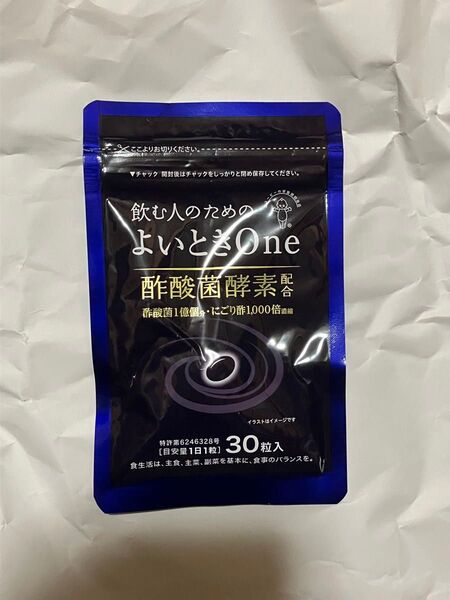 ここよりお切りください。
▼チャック 開封後はチャックをしっかりと閉め保存してください。
飲む人のための
よいときOne
酢酸菌酵素配合
酢酸菌1億個分・にごり酢1,000倍濃縮
イラストはイメージです
特許第6246328号
[目安量1日1粒] 30粒入
食生活は、主食、主菜、副菜を基本に、食事のバランスを。